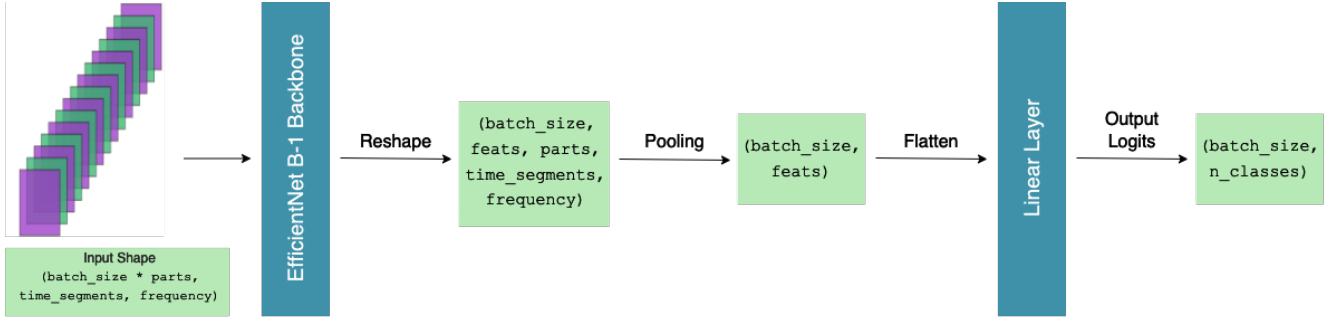 Input Shape
(batch_size * parts,
time_segments, frequency)
EfficientNet B-1 Backbone
Reshape
(batch_size,
feats, parts,
time_segments,
frequency)
Pooling
(batch_size,
feats)
Flatten
Linear Layer
Output
Logits
(batch_size,
n_classes)